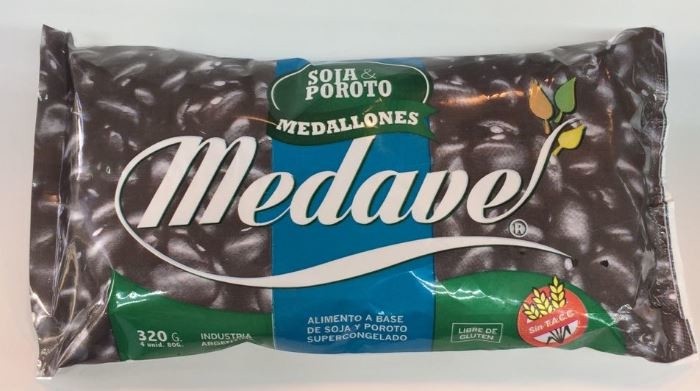 SOJA &
POROTO
MEDALLONES
Medave
®
320 G.
4 unid. 80G.
INDUSTRIA
ALIMENTO A BASE
DE SOJA Y POROTO
SUPERCONGELADO
LIBRE DE
GLUTEN
Sin T.A.C.C.